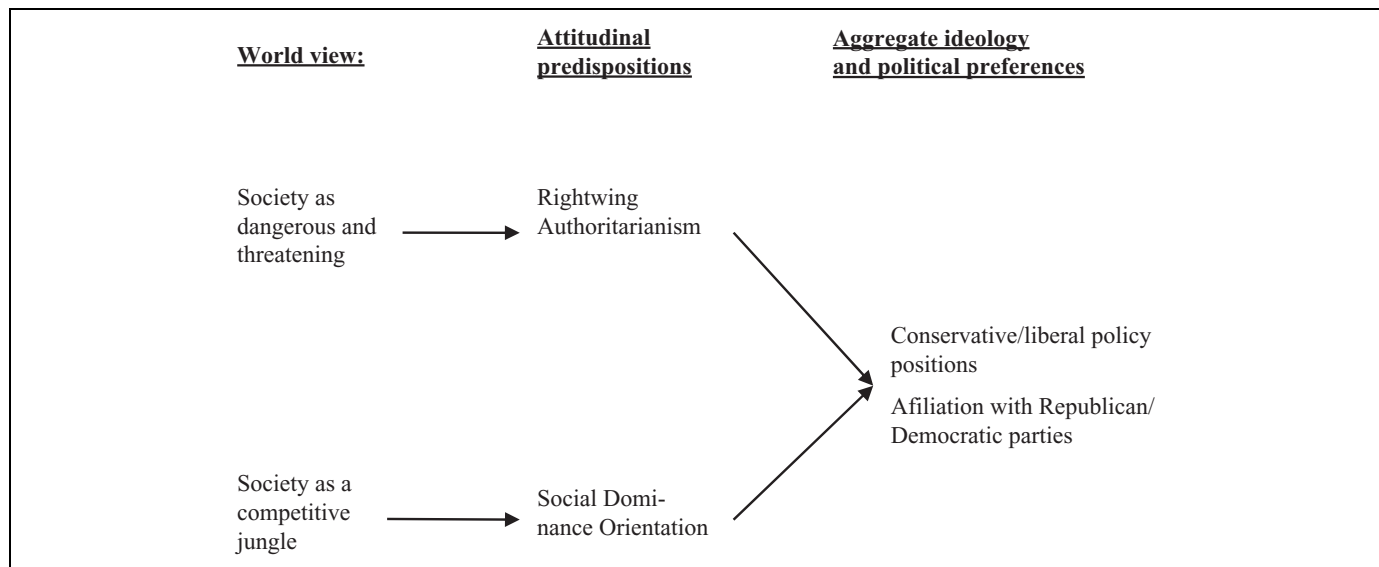 World view:
Attitudinal
predispositions
Aggregate ideology
and political preferences
Society as
dangerous and
threatening
Rightwing
Authoritarianism
Conservative/liberal policy
positions
Afiliation with Republican/
Democratic parties
Society as a
competitive
jungle
Social Domi-
nance Orientation